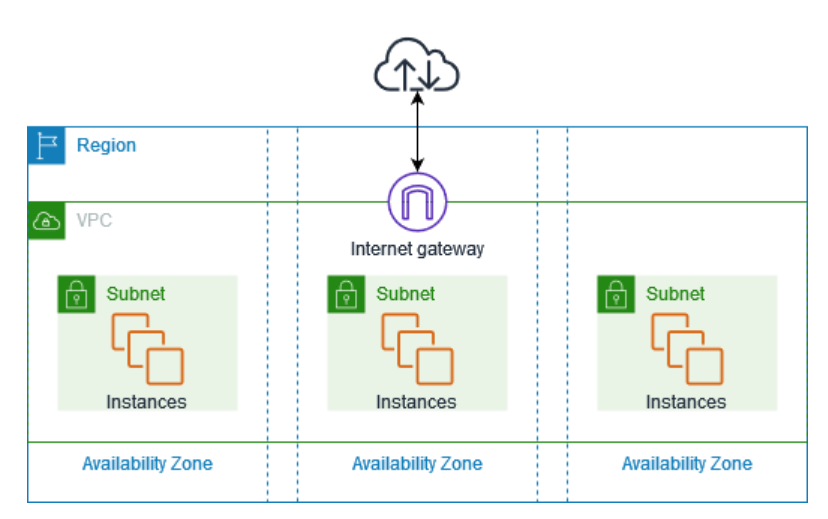 Region
VPC
Internet gateway
Subnet
Subnet
Subnet
Instances
Instances
Instances
Availability Zone
Availability Zone
Availability Zone